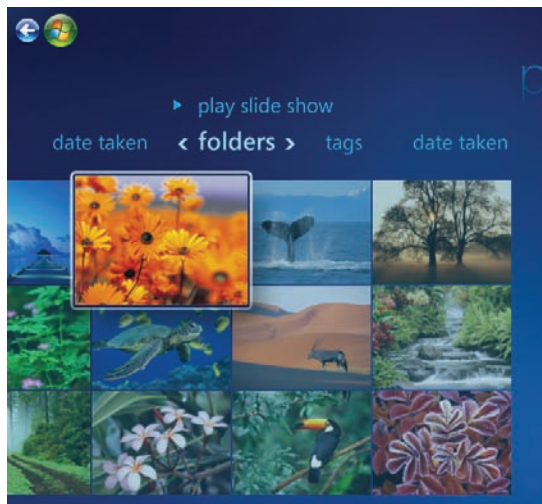 play slide show
date taken < folders > tags date taken
p